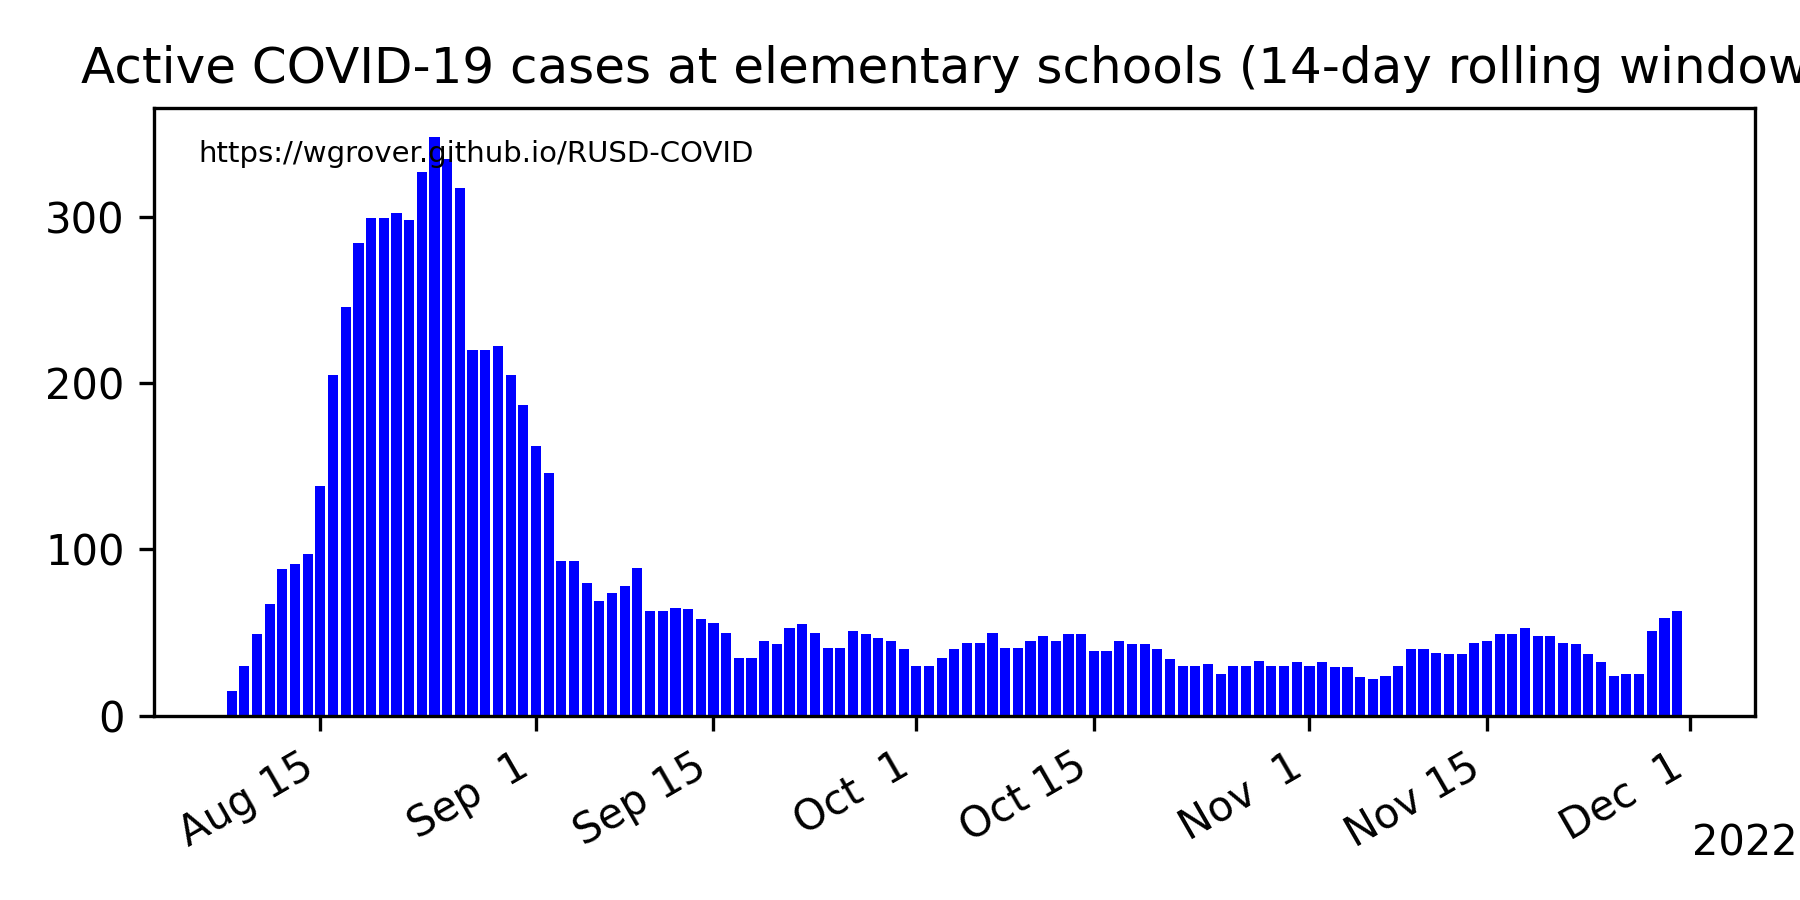 Active COVID-19 cases at elementary schools (14-day rolling window
https://wgrover.github.io/RUSD-COVID
300
200
100
0
Aug 15
Sep 1
Sep 15
Oct 1
Oct 15
Nov 1
Nov 15
Dec 1
2022